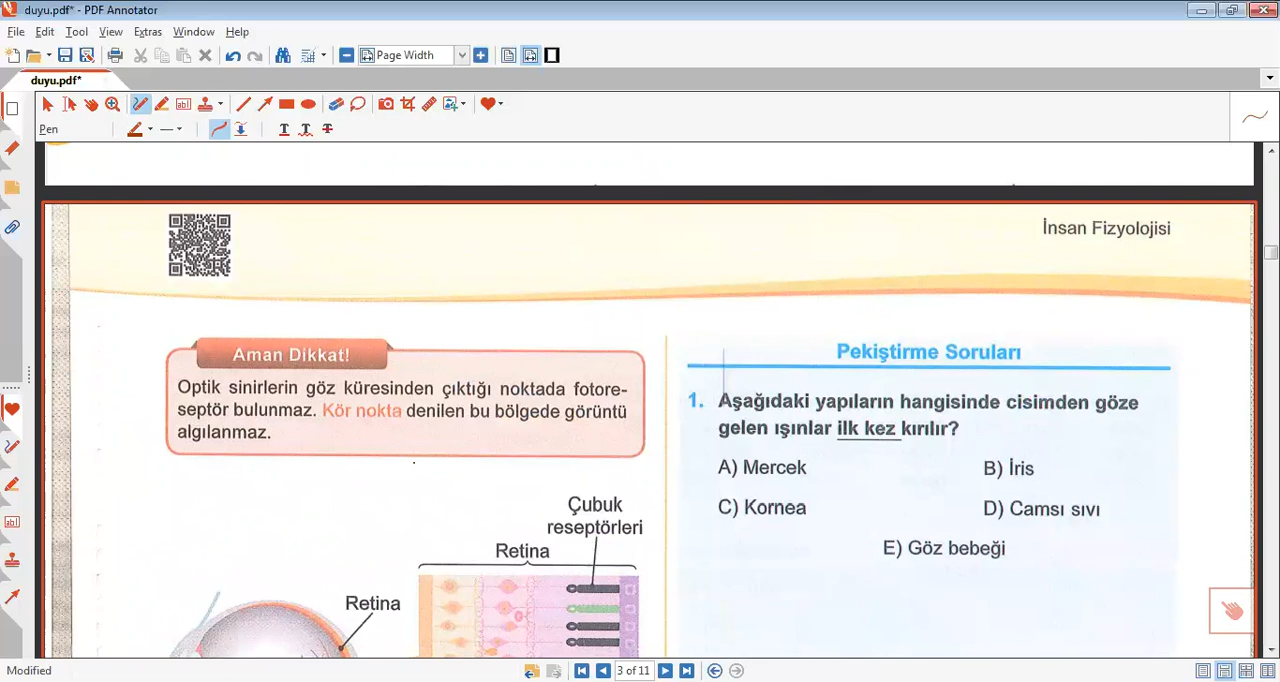 duyu.pdf* - PDF Annotator
File Edit Tool View Extras Window Help
Page Width
duyu.pdf*
Pen
İnsan Fizyolojisi
Aman Dikkat!
Optik sinirlerin göz küresinden çıktığı noktada fotore-
septör bulunmaz. Kör nokta denilen bu bölgede görüntü
algılanmaz.
Çubuk
reseptörleri
Retina
Retina
Pekiştirme Soruları
1. Aşağıdaki yapıların hangisinde cisimden göze
gelen ışınlar ilk kez kırılır?
A) Mercek B) İris
C) Kornea D) Camsı sıvı
E) Göz bebeği
Modified 3 of 11